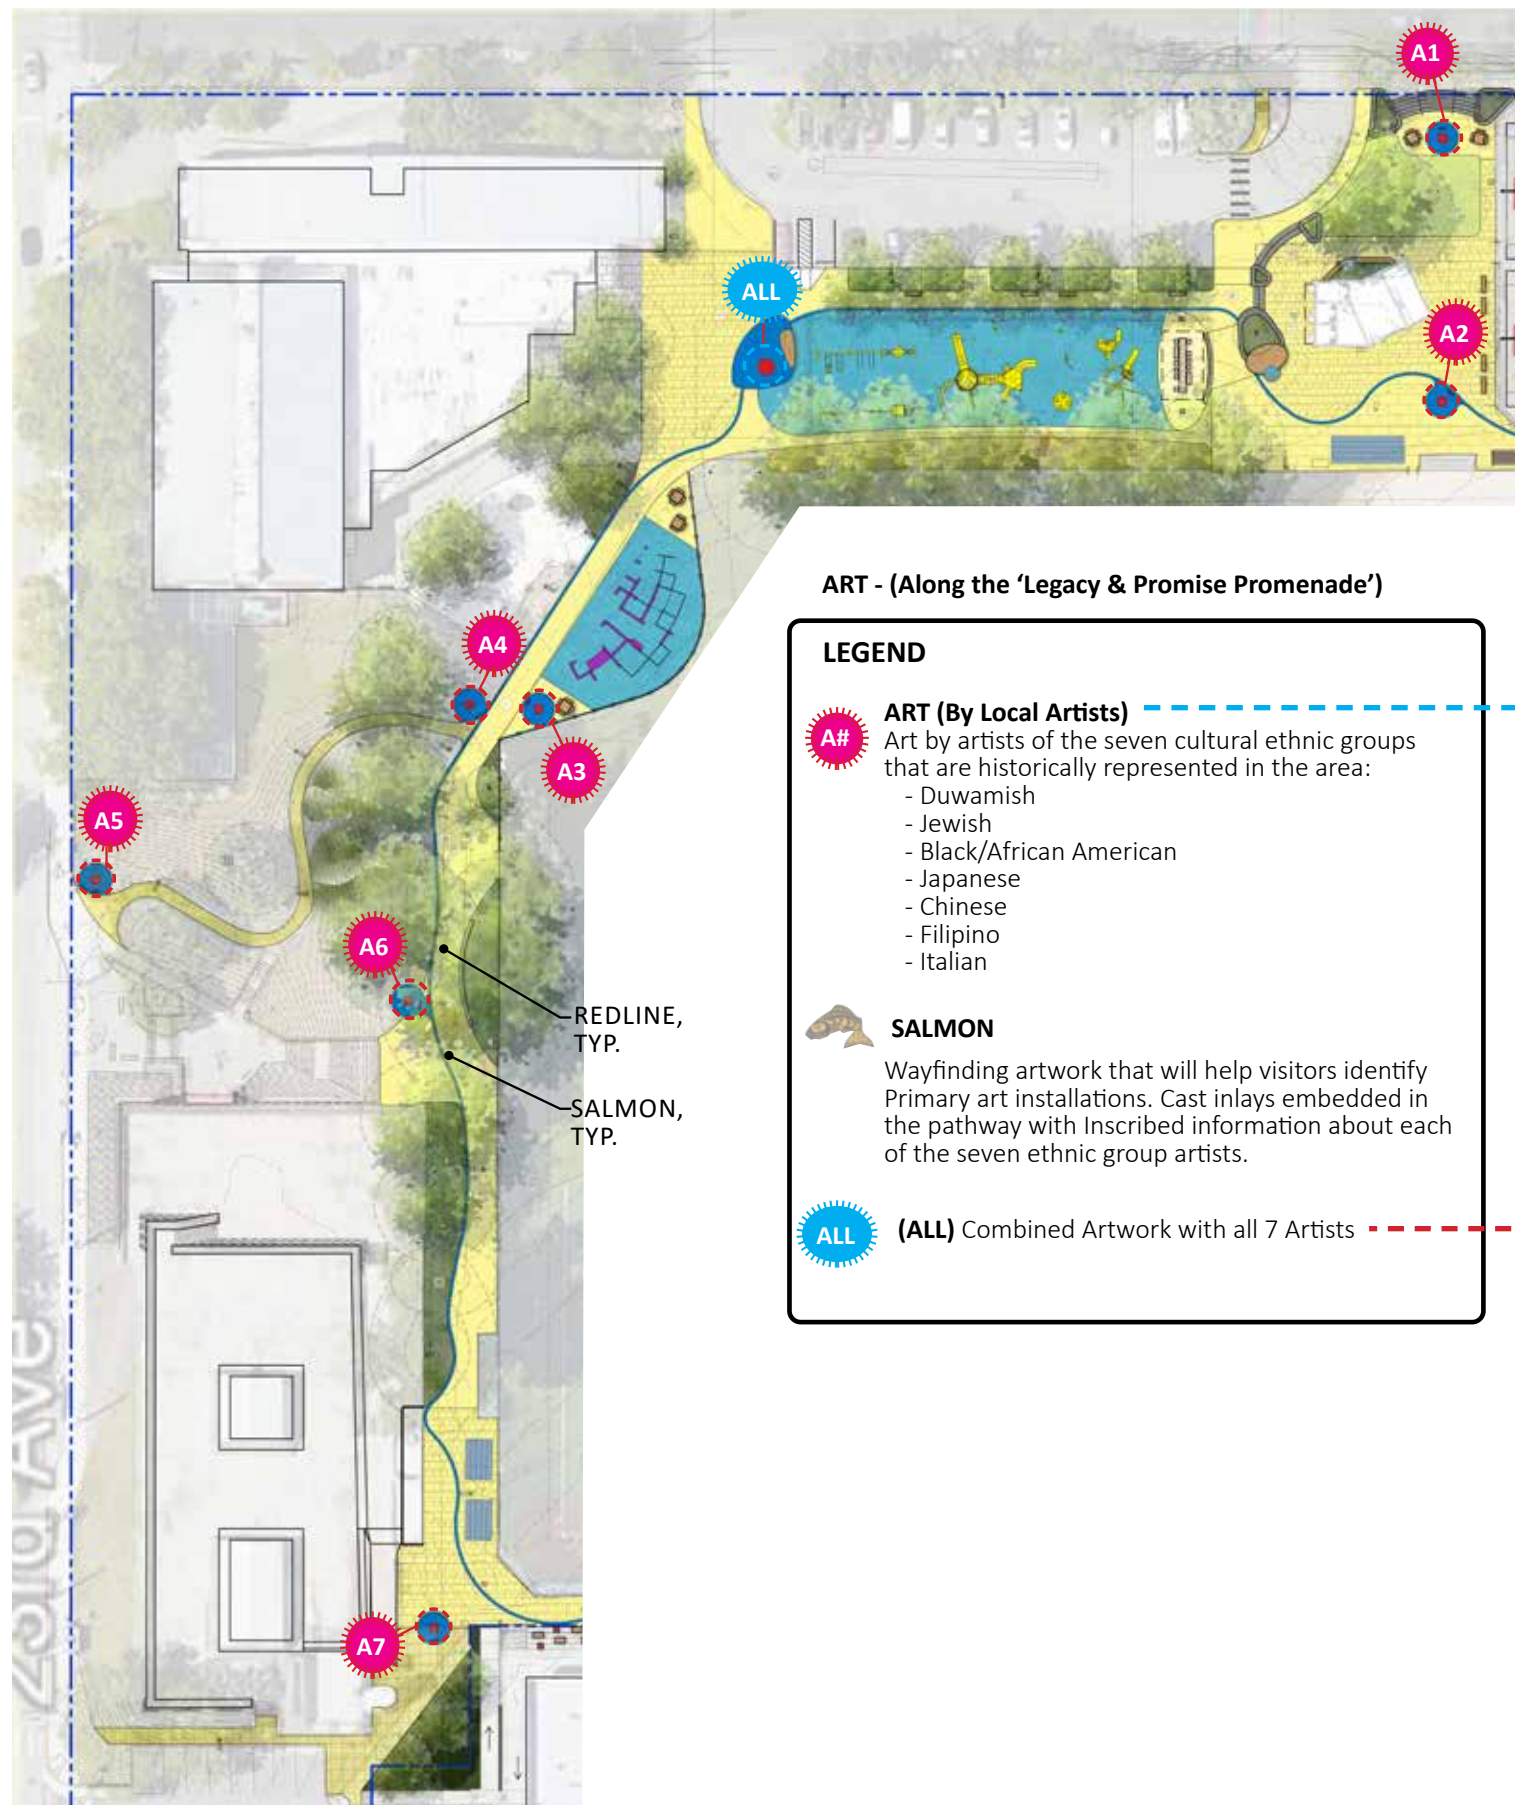 A1
ALL
A2
A4
A3
A5
A6
REDLINE,
TYP.
SALMON,
TYP.
A7
23rd Ave
ART - (Along the ‘Legacy & Promise Promenade’)
LEGEND
A#
ART (By Local Artists)
Art by artists of the seven cultural ethnic groups
that are historically represented in the area:
- Duwamish
- Jewish
- Black/African American
- Japanese
- Chinese
- Filipino
- Italian
SALMON
Wayfinding artwork that will help visitors identify
Primary art installations. Cast inlays embedded in
the pathway with Inscribed information about each
of the seven ethnic group artists.
ALL
(ALL) Combined Artwork with all 7 Artists